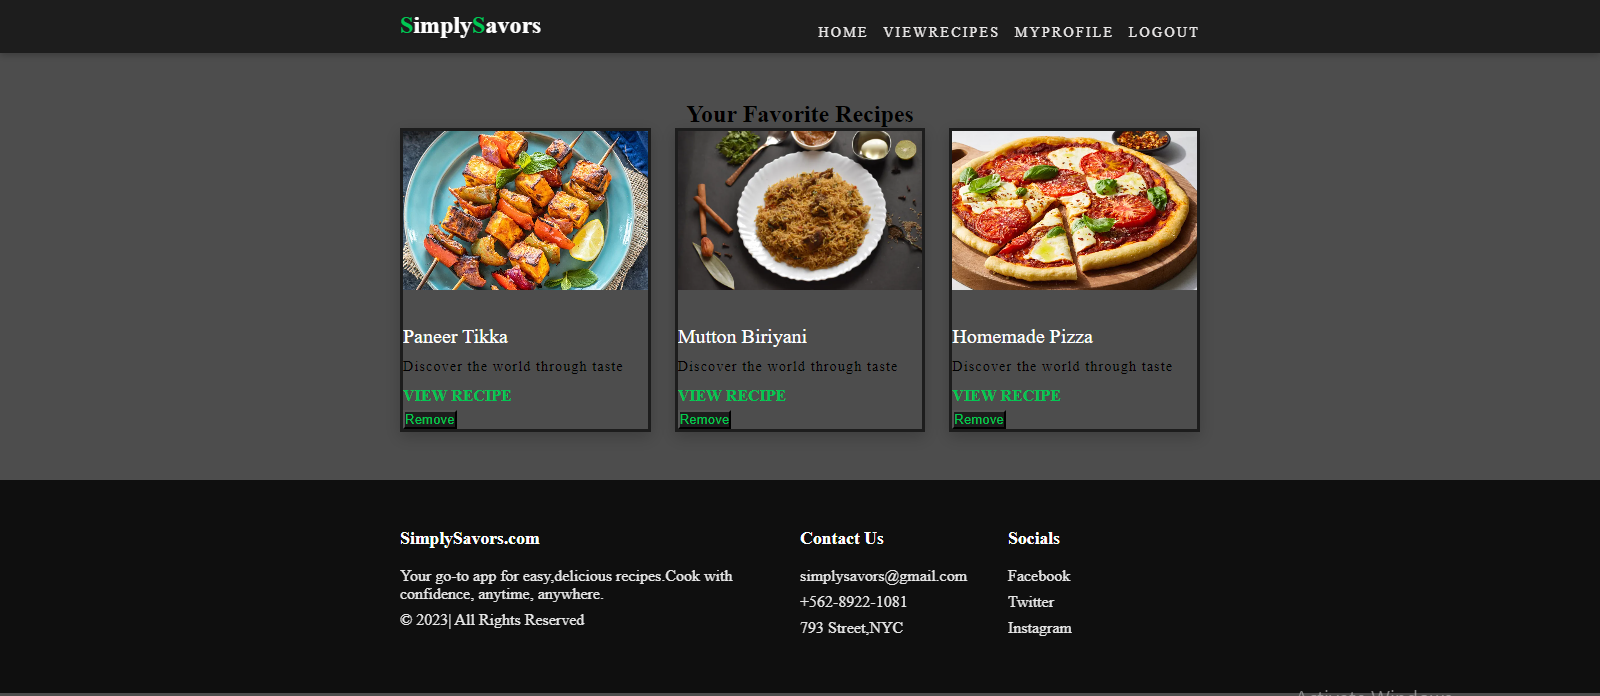 SimplySavors
HOME VIEWRECIPES MYPROFILE LOGOUT
Your Favorite Recipes
Paneer Tikka
Discover the world through taste
VIEW RECIPE
Remove
Mutton Biriyani
Discover the world through taste
VIEW RECIPE
Remove
Homemade Pizza
Discover the world through taste
VIEW RECIPE
Remove
SimplySavors.com
Your go-to app for easy,delicious recipes.Cook with
confidence, anytime, anywhere.
© 2023| All Rights Reserved
Contact Us
simplysavors@gmail.com
+562-8922-1081
793 Street,NYC
Socials
Facebook
Twitter
Instagram
Activate Windows